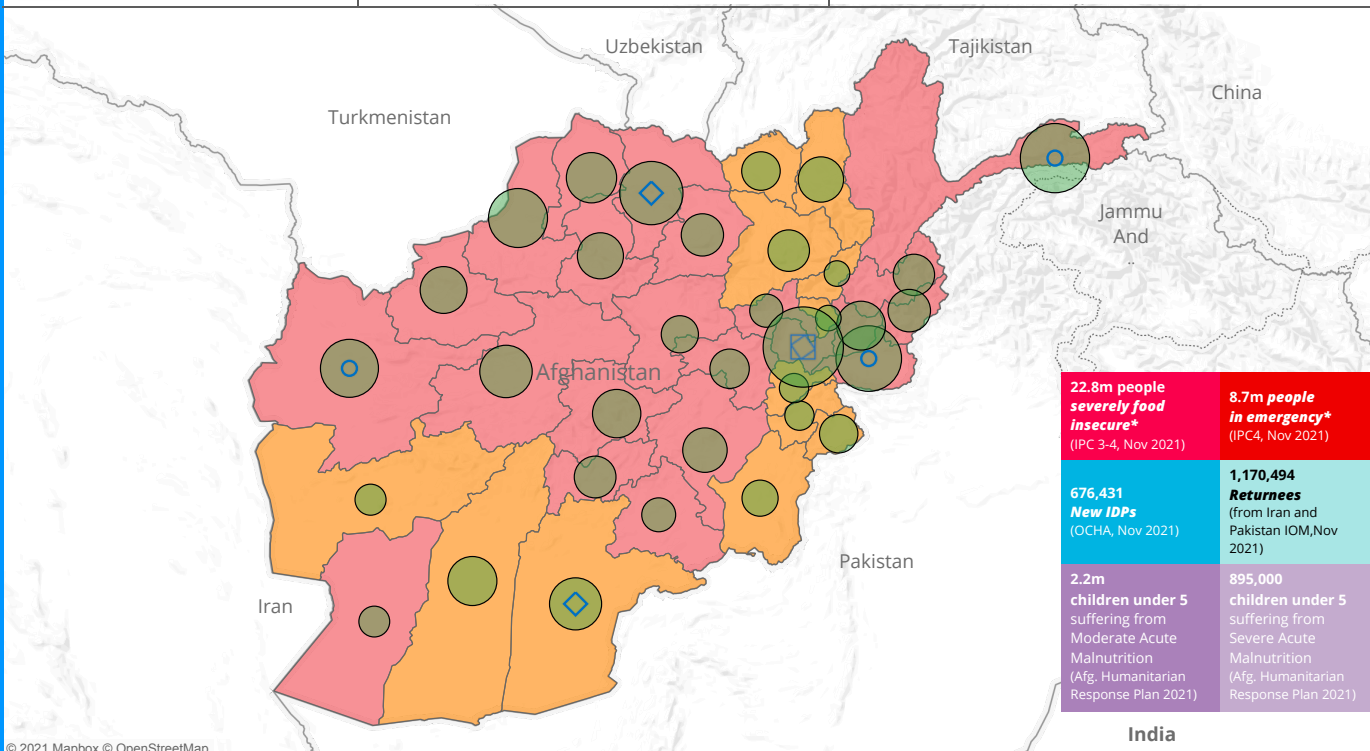 Uzbekistan
Tajikistan
China
Turkmenistan
Jammu
And
..
Afghanistan
22.8m people
severely food
insecure*
(IPC 3-4, Nov 2021)
8.7m people
in emergency*
(IPC4, Nov 2021)
676,431
New IDPs
(OCHA, Nov 2021)
1,170,494
Returnees
(from Iran and
Pakistan IOM,Nov
2021)
Pakistan
Iran
2.2m
children under 5
suffering from
Moderate Acute
Malnutrition
(Afg. Humanitarian
Response Plan 2021)
895,000
children under 5
suffering from
Severe Acute
Malnutrition
(Afg. Humanitarian
Response Plan 2021)
India
© 2021 Mapbox © OpenStreetMap